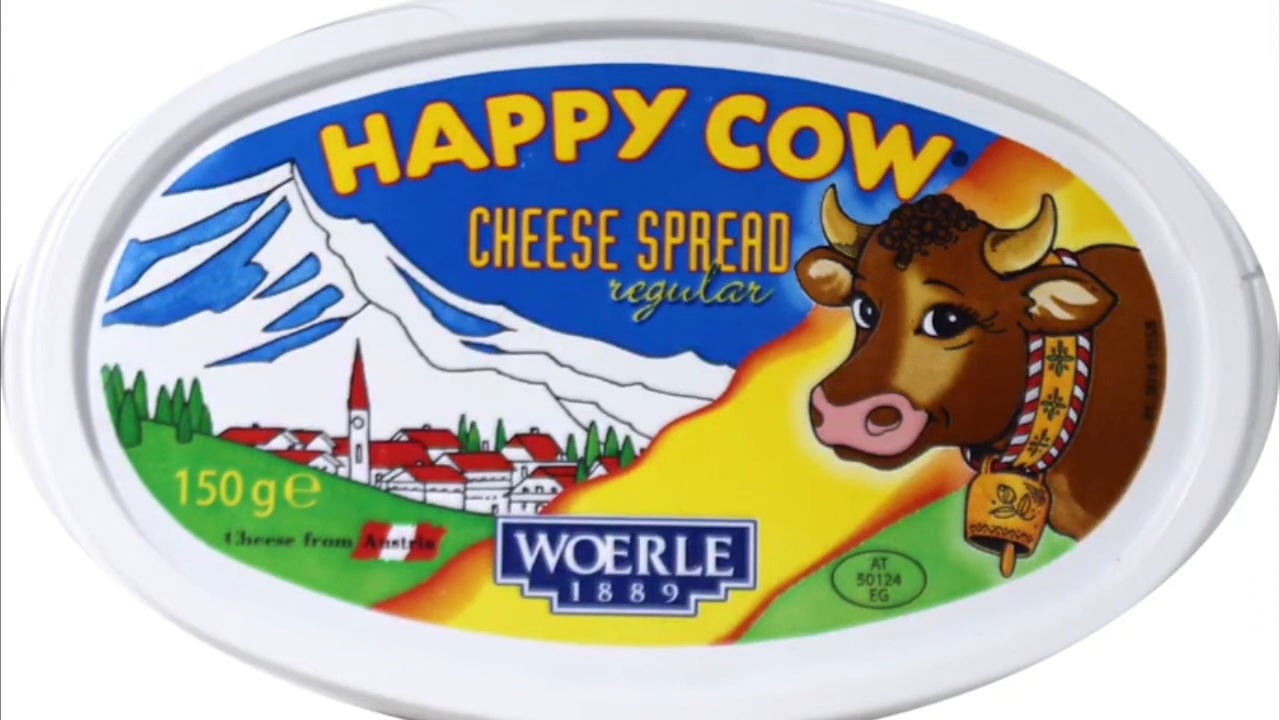 HAPPY COW
CHEESE SPREAD
regular
150 g e
Cheese from Austria
WOERLE
1889
AT
50124
EG